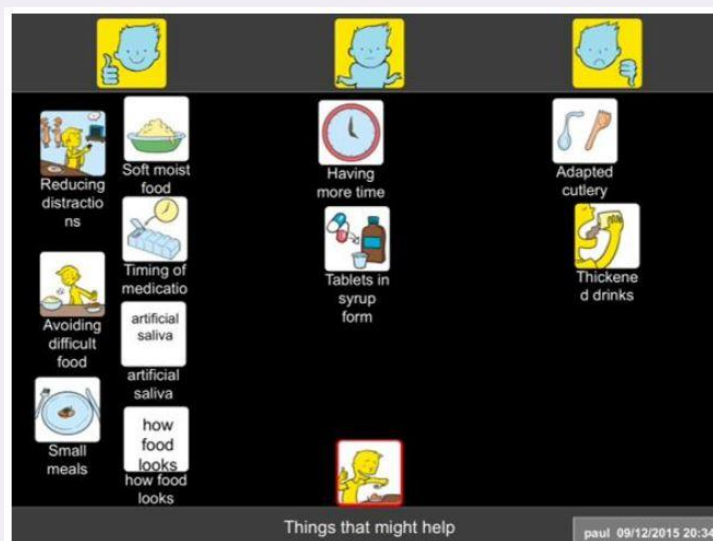 Reducing
distractio
ns
Soft moist
food
Timing of
medicatio
Avoiding
difficult
food
artificial
saliva
artificial
saliva
Small
meals
how
food
looks
how food
looks
Having
more time
Tablets in
syrup
form
Adapted
cutlery
Thickene
d drinks
Things that might help
paul 09/12/2015 20:34